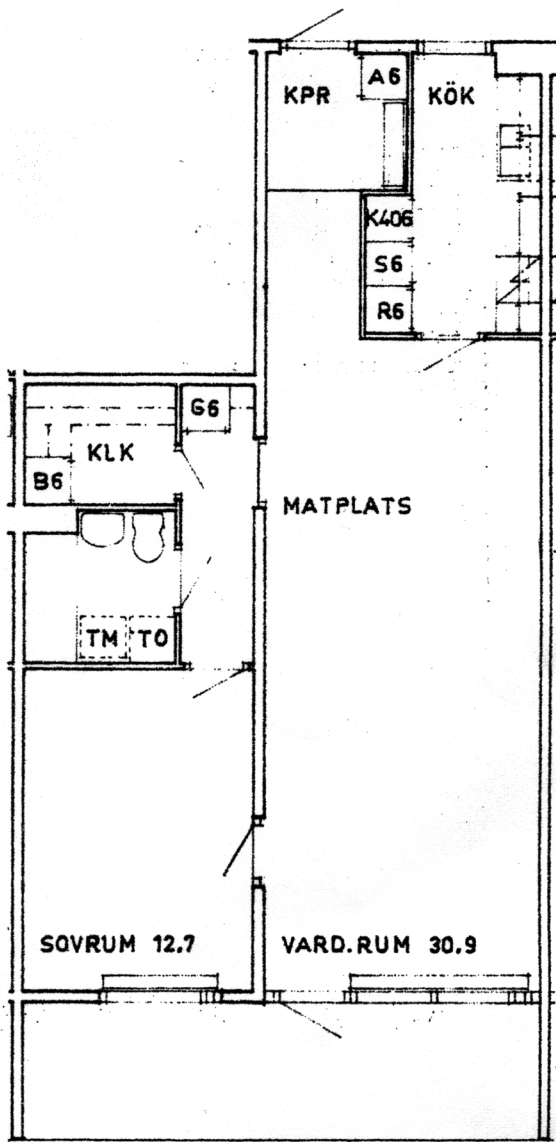 KPR
A6
KÖK
K406
S6
R6
G6
KLK
B6
MATPLATS
TM
TO
SOVRUM 12.7
VARD.RUM 30.9